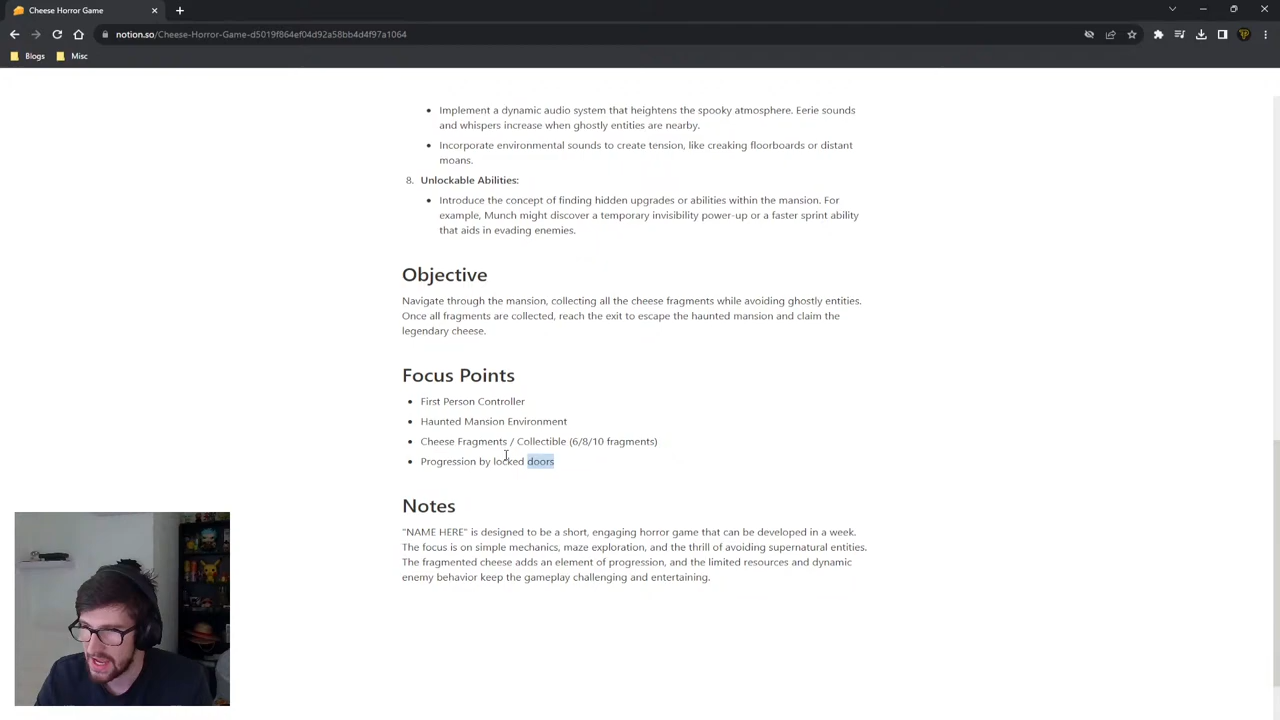 Cheese Horror Game
notion.so/Cheese-Horror-Game-d5019f864ef04d92a58bb4d4f97a1064
Blogs
Misc
• Implement a dynamic audio system that heightens the spooky atmosphere. Eerie sounds
and whispers increase when ghostly entities are nearby.
• Incorporate environmental sounds to create tension, like creaking floorboards or distant
moans.
8. Unlockable Abilities:
• Introduce the concept of finding hidden upgrades or abilities within the mansion. For
example, Munch might discover a temporary invisibility power-up or a faster sprint ability
that aids in evading enemies.
Objective
Navigate through the mansion, collecting all the cheese fragments while avoiding ghostly entities.
Once all fragments are collected, reach the exit to escape the haunted mansion and claim the
legendary cheese.
Focus Points
• First Person Controller
• Haunted Mansion Environment
• Cheese Fragments / Collectible (6/8/10 fragments)
• Progression by locked doors
Notes
"NAME HERE" is designed to be a short, engaging horror game that can be developed in a week.
The focus is on simple mechanics, maze exploration, and the thrill of avoiding supernatural entities.
The fragmented cheese adds an element of progression, and the limited resources and dynamic
enemy behavior keep the gameplay challenging and entertaining.